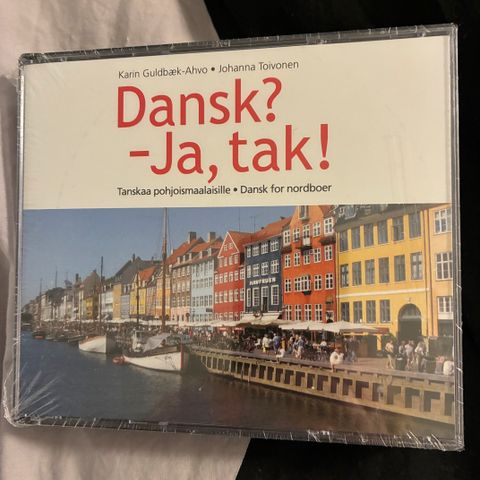 Karin Guldbæk-Ahvo • Johanna Toivonen
Dansk?
-Ja, tak!
Tanskaa pohjoismaalaisille • Dansk for nordboer